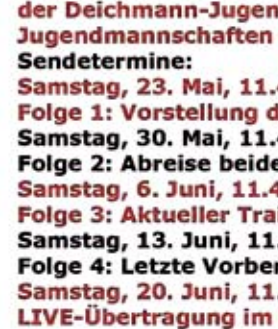 der Deichmann-Jugen
Jugendmannschaften
Sendetermine:
Samstag, 23. Mai, 11.
Folge 1: Vorstellung d
Samstag, 30. Mai, 11.4
Folge 2: Abreise beide
Samstag, 6. Juni, 11.4
Folge 3: Aktueller Trai
Samstag, 13. Juni, 11.
Folge 4: Letzte Vorber
Samstag, 20. Juni, 11.
LIVE-Übertragung im